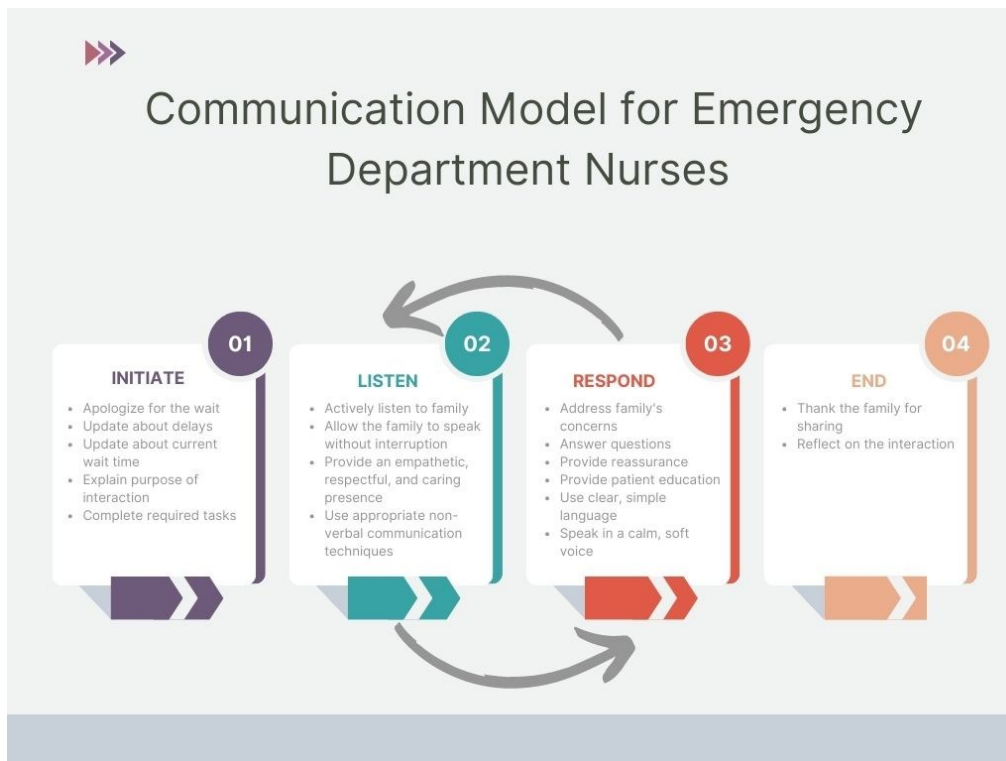 Communication Model for Emergency
Department Nurses
01
INITIATE
• Apologize for the wait
• Update about delays
• Update about current
wait time
• Explain purpose of
interaction
• Complete required tasks
02
LISTEN
• Actively listen to family
• Allow the family to speak
without interruption
• Provide an empathetic,
respectful, and caring
presence
• Use appropriate non-
verbal communication
techniques
03
RESPOND
• Address family's
concerns
• Answer questions
• Provide reassurance
• Provide patient education
• Use clear, simple
language
• Speak in a calm, soft
voice
04
END
• Thank the family for
sharing
• Reflect on the interaction